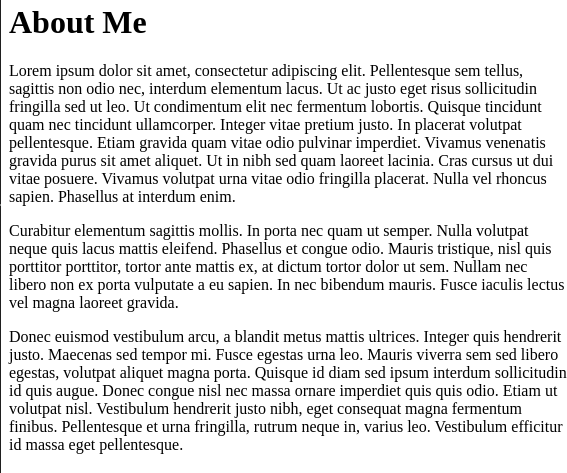 About Me
Lorem ipsum dolor sit amet, consectetur adipiscing elit. Pellentesque sem tellus,
sagittis non odio nec, interdum elementum lacus. Ut ac justo eget risus sollicitudin
fringilla sed ut leo. Ut condimentum elit nec fermentum lobortis. Quisque tincidunt
quam nec tincidunt ullamcorper. Integer vitae pretium justo. In placerat volutpat
pellentesque. Etiam gravida quam vitae odio pulvinar imperdiet. Vivamus venenatis
gravida purus sit amet aliquet. Ut in nibh sed quam laoreet lacinia. Cras cursus ut dui
vitae posuere. Vivamus volutpat urna vitae odio fringilla placerat. Nulla vel rhoncus
sapien. Phasellus at interdum enim.
Curabitur elementum sagittis mollis. In porta nec quam ut semper. Nulla volutpat
neque quis lacus mattis eleifend. Phasellus et congue odio. Mauris tristique, nisl quis
porttitor porttitor, tortor ante mattis ex, at dictum tortor dolor ut sem. Nullam nec
libero non ex porta vulputate a eu sapien. In nec bibendum mauris. Fusce iaculis lectus
vel magna laoreet gravida.
Donec euismod vestibulum arcu, a blandit metus mattis ultrices. Integer quis hendrerit
justo. Maecenas sed tempor mi. Fusce egestas urna leo. Mauris viverra sem sed libero
egestas, volutpat aliquet magna porta. Quisque id diam sed ipsum interdum sollicitudin
id quis augue. Donec congue nisl nec massa ornare imperdiet quis quis odio. Etiam ut
volutpat nisl. Vestibulum hendrerit justo nibh, eget consequat magna fermentum
finibus. Pellentesque et urna fringilla, rutrum neque in, varius leo. Vestibulum efficitur
id massa eget pellentesque.